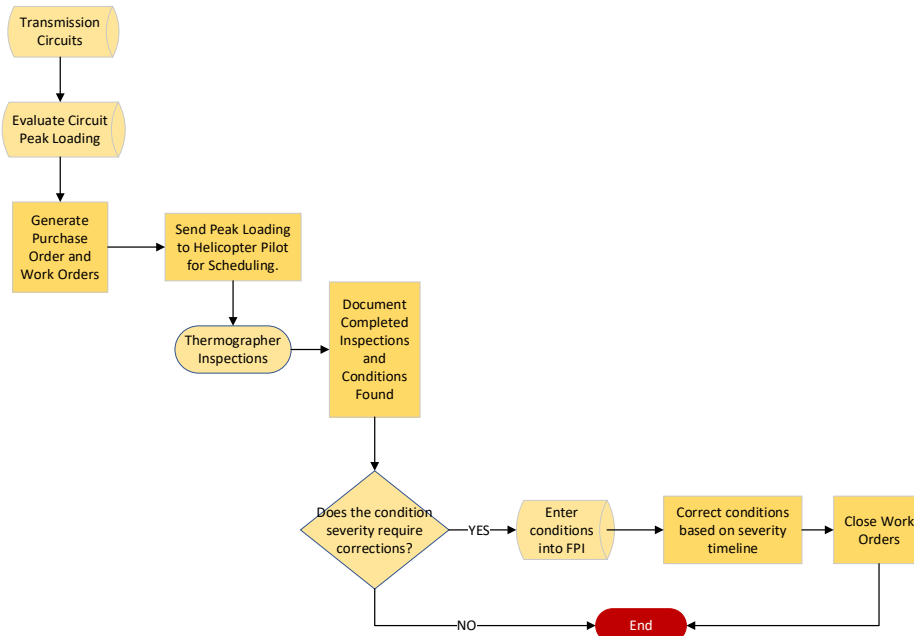 Transmission
Circuits
Evaluate Circuit
Peak Loading
Generate
Purchase
Order and
Work Orders
Send Peak Loading
to Helicopter Pilot
for Scheduling.
Thermographer
Inspections
Document
Completed
Inspections
and
Conditions
Found
Does the condition
severity require
corrections?
YES
Enter
conditions
into FPI
Correct conditions
based on severity
timeline
Close Work
Orders
NO
End